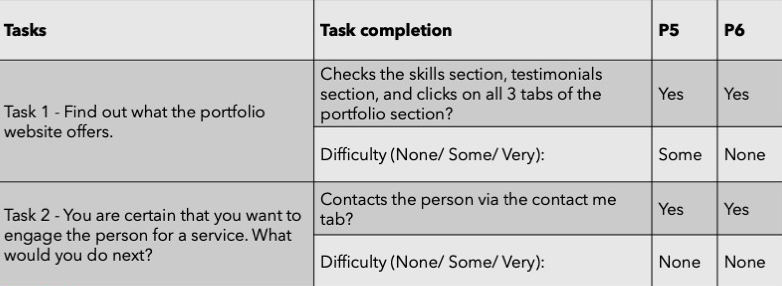 Tasks Task completion P5 P6
Task 1 - Find out what the portfolio
website offers.
Checks the skills section, testimonials
section, and clicks on all 3 tabs of the
portfolio section?
Yes Yes
Difficulty (None/ Some/ Very): Some None
Task 2 - You are certain that you want to
engage the person for a service. What
would you do next?
Contacts the person via the contact me
tab?
Yes Yes
Difficulty (None/ Some/ Very): None None